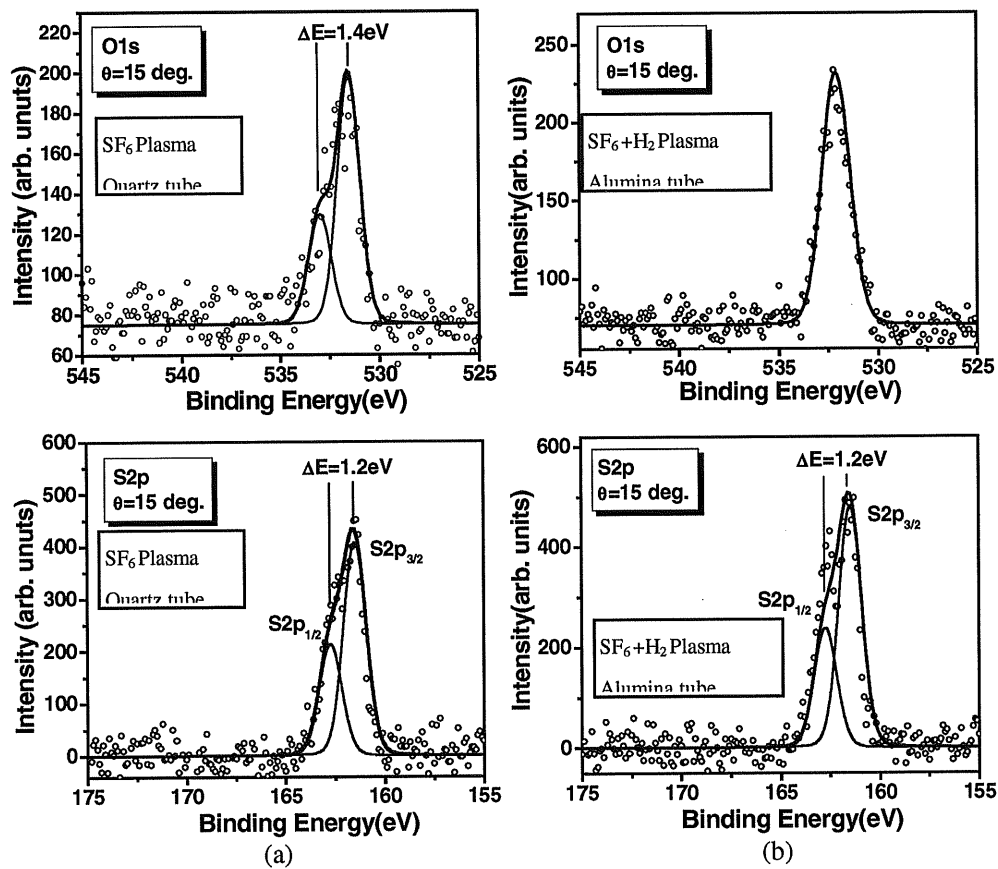 O1s
θ=15 deg.
ΔE=1.4eV
SF6 Plasma
Quartz tube
Intensity (arb. unuts)
220
200
180
160
140
120
100
80
60
545
540
535
530
525
Binding Energy(eV)
O1s
θ=15 deg.
SF6+H2 Plasma
Alumina tube
Intensity(arb. units)
250
200
150
100
545
540
535
530
525
Binding Energy(eV)
S2p
θ=15 deg.
ΔE=1.2eV
SF6 Plasma
Quartz tube
S2p3/2
S2p1/2
Intensity (arb. unuts)
600
500
400
300
200
100
0
175
170
165
160
155
Binding Energy(eV)
(a)
S2p
θ=15 deg.
ΔE=1.2eV
S2p3/2
S2p1/2
SF6+H2 Plasma
Alumina tube
Intensity(arb. units)
600
400
200
0
175
170
165
160
155
Binding Energy(eV)
(b)